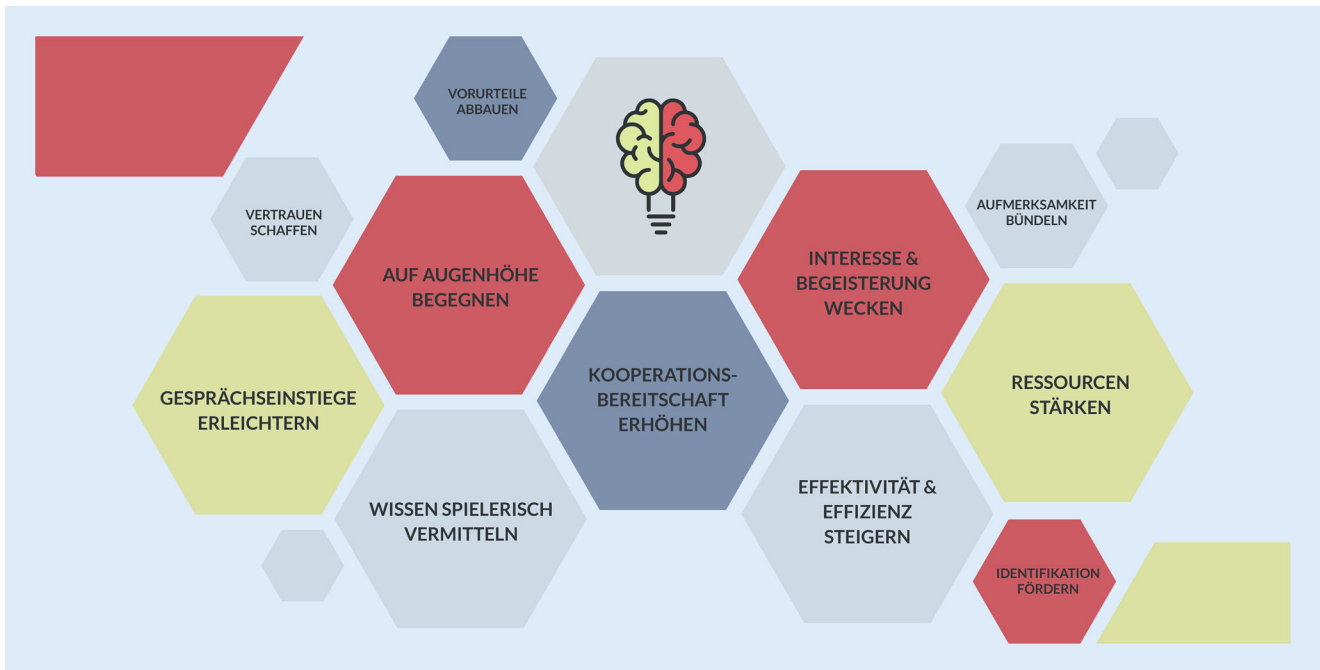 VORURTEILE
ABBAUEN
VERTRAUEN
SCHAFFEN
AUFMERKSAMKEIT
BÜNDELN
AUF AUGENHÖHE
BEGEGNEN
INTERESSE &
BEGEISTERUNG
WECKEN
GESPRÄCHSEINSTIEGE
ERLEICHTERN
KOOPERATIONS-
BEREITSCHAFT
ERHÖHEN
RESSOURCEN
STÄRKEN
WISSEN SPIELERISCH
VERMITTELN
EFFEKTIVITÄT &
EFFIZIENZ
STEIGERN
IDENTIFIKATION
FÖRDERN